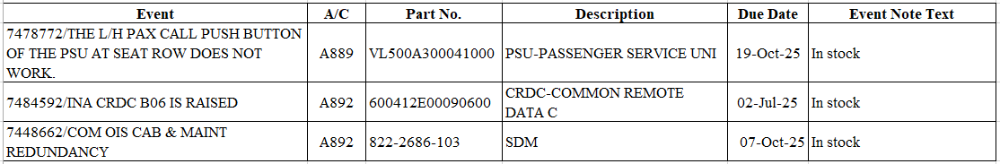 Event A/C Part No. Description Due Date Event Note Text
7478772/THE L/H PAX CALL PUSH BUTTON
OF THE PSU AT SEAT ROW DOES NOT
WORK.
A889 VL500A300041000 PSU-PASSENGER SERVICE UNI 19-Oct-25 In stock
7484592/INA CRDC B06 IS RAISED A892 600412E00090600
CRDC-COMMON REMOTE
DATA C
02-Jul-25 In stock
7448662/COM OIS CAB & MAINT
REDUNDANCY
A892 822-2686-103 SDM 07-Oct-25 In stock